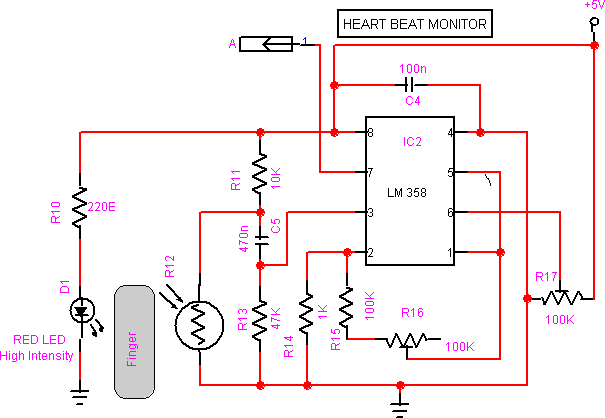 HEART BEAT MONITOR
+5V
A
1
100n
C4
8
4
IC2
R11
10K
7
5
LM 358
R10
220E
3
6
C5
470n
R12
2
1
R17
D1
R13
47K
R14
1K
R15
100K
R16
100K
100K
RED LED
High Intensity
Finger